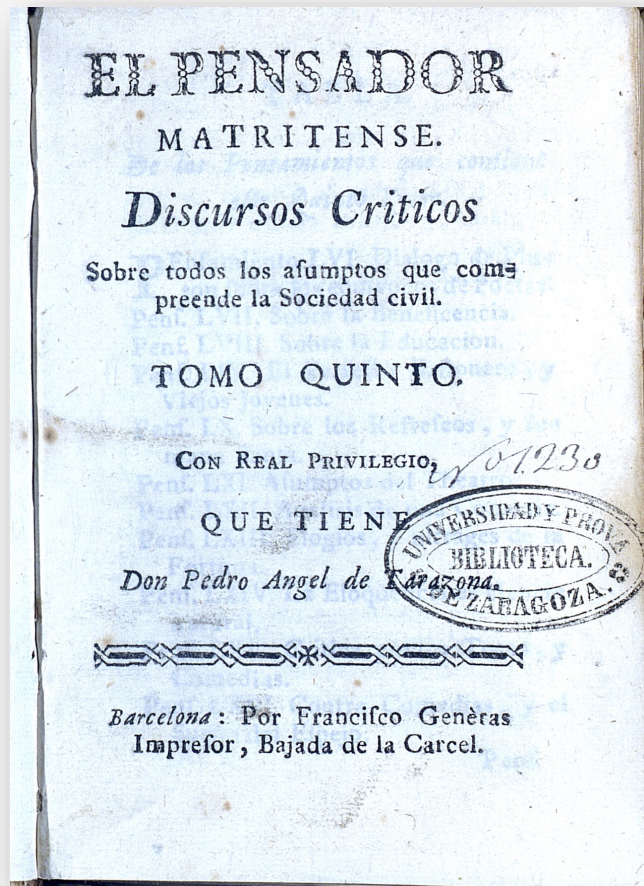 EL PENSADOR
MATRITENSE.
Discursos Criticos
Sobre todos los asumptos que com-
preende la Sociedad civil.
TOMO QUINTO.
CON REAL PRIVILEGIO,
Nº 01230
QUE TIENE
UNIVERSIDAD Y PROVA
BIBLIOTECA.
DE ZARAGOZA.
Don Pedro Angel de Tarazona.
Barcelona: Por Franciſco Genèras
Impreſor, Bajada de la Carcel.